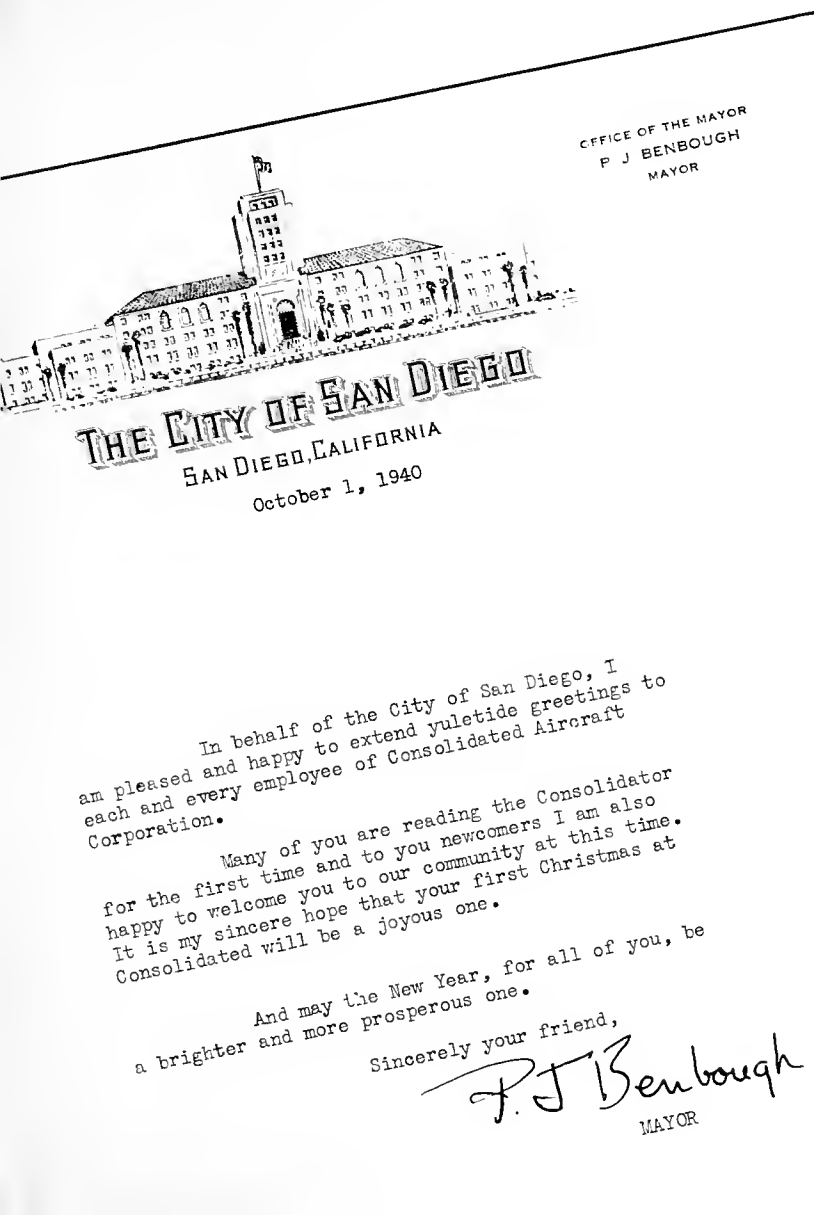 OFFICE OF THE MAYOR
P J BENBOUGH
MAYOR
THE CITY OF SAN DIEGO
SAN DIEGO, CALIFORNIA
October 1, 1940
In behalf of the City of San Diego, I
am pleased and happy to extend yuletide greetings to
each and every employee of Consolidated Aircraft
Corporation.
Many of you are reading the Consolidator
for the first time and to you newcomers I am also
happy to welcome you to our community at this time.
It is my sincere hope that your first Christmas at
Consolidated will be a joyous one.
And may the New Year, for all of you, be
a brighter and more prosperous one.
Sincerely your friend,
P. J Benbough
MAYOR